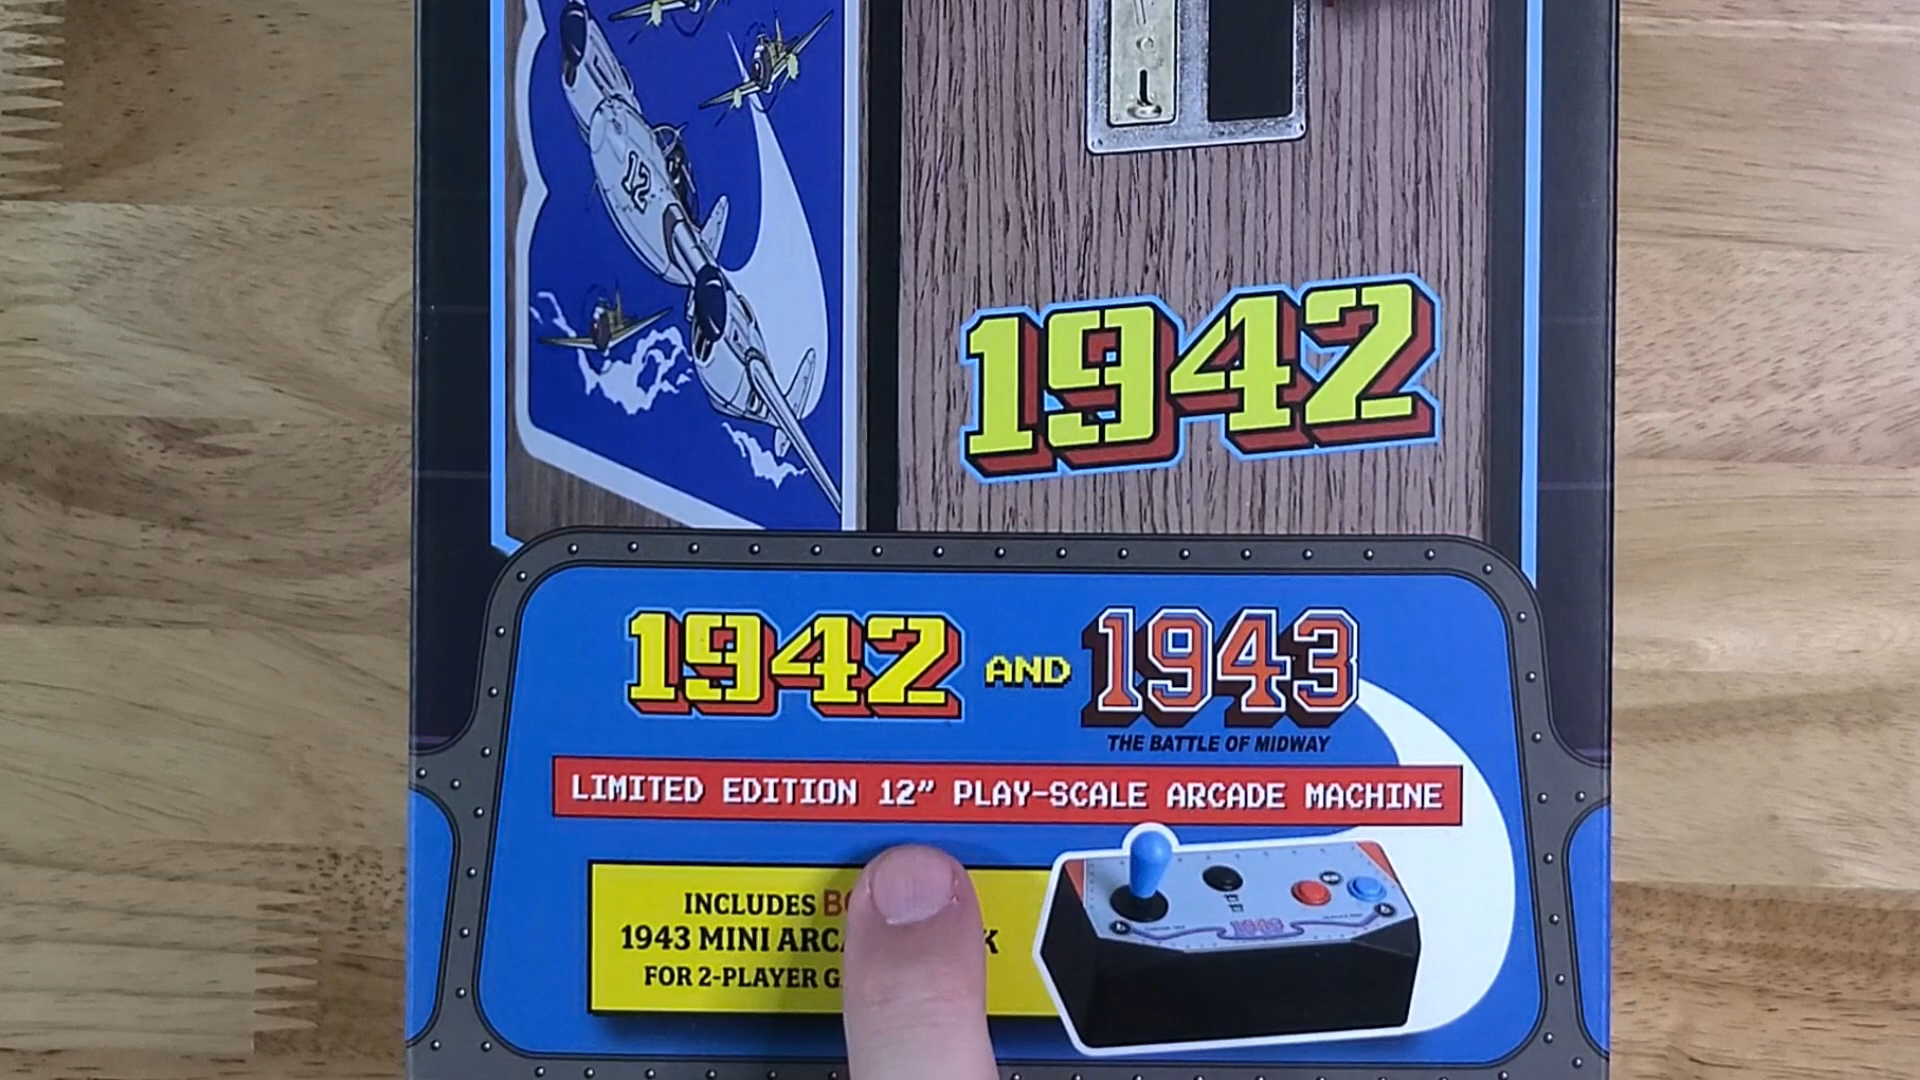 12
1942
1942 AND 1943
THE BATTLE OF MIDWAY
LIMITED EDITION 12" PLAY-SCALE ARCADE MACHINE
INCLUDES
1943 MINI
FOR 2-PLAYER
1943